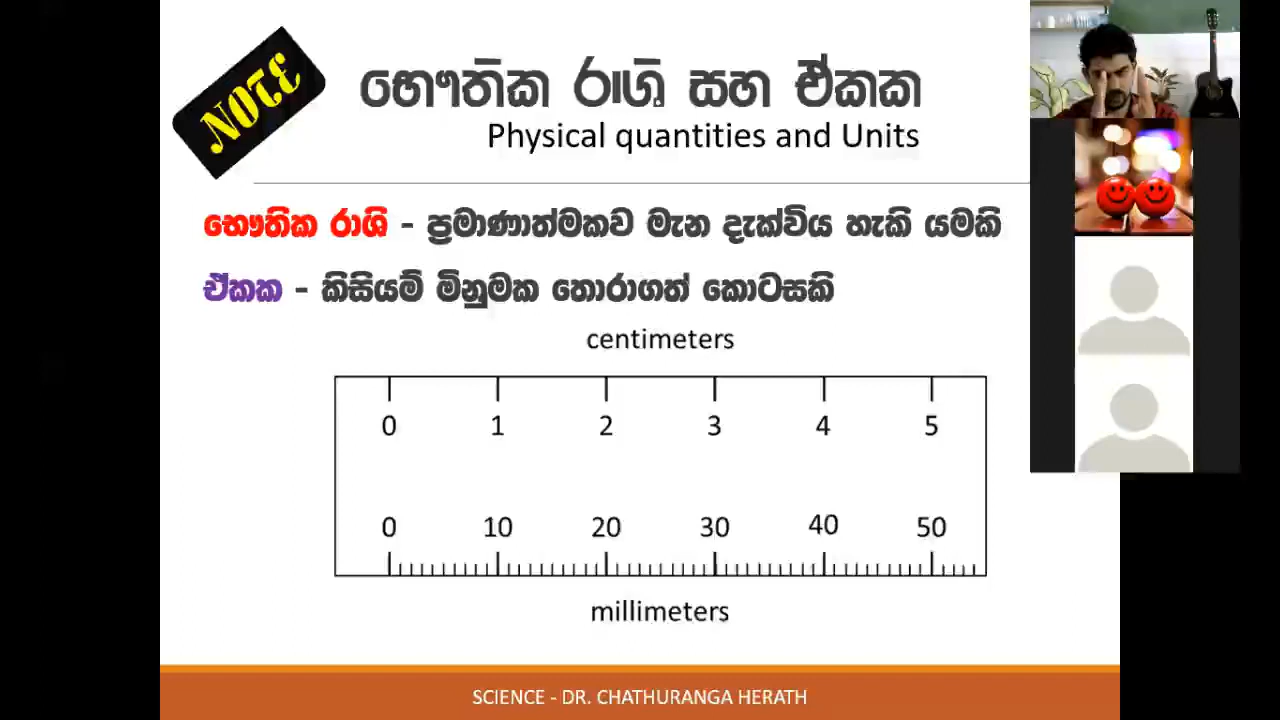 NOTE
භෞතික රාශි සහ ඒකක
Physical quantities and Units
භෞතික රාශි - ප්‍රමාණාත්මකව මැන දැක්විය හැකි යමකි
ඒකක - කිසියම් මිනුමක තොරාගත් කොටසකි
centimeters
0 1 2 3 4 5
0 10 20 30 40 50
millimeters
SCIENCE - DR. CHATHURANGA HERATH